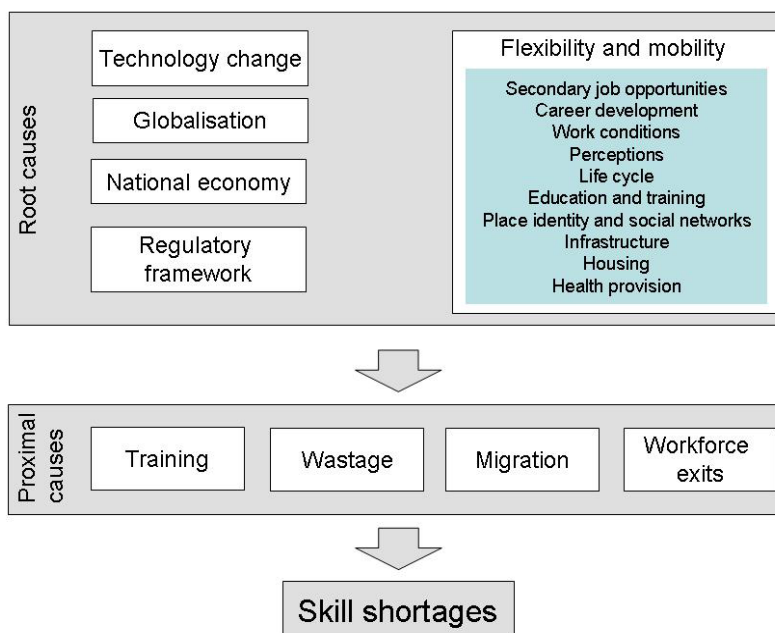 Root causes
Technology change
Globalisation
National economy
Regulatory
framework
Flexibility and mobility
Secondary job opportunities
Career development
Work conditions
Perceptions
Life cycle
Education and training
Place identity and social networks
Infrastructure
Housing
Health provision
Proximal
causes
Training
Wastage
Migration
Workforce
exits
Skill shortages